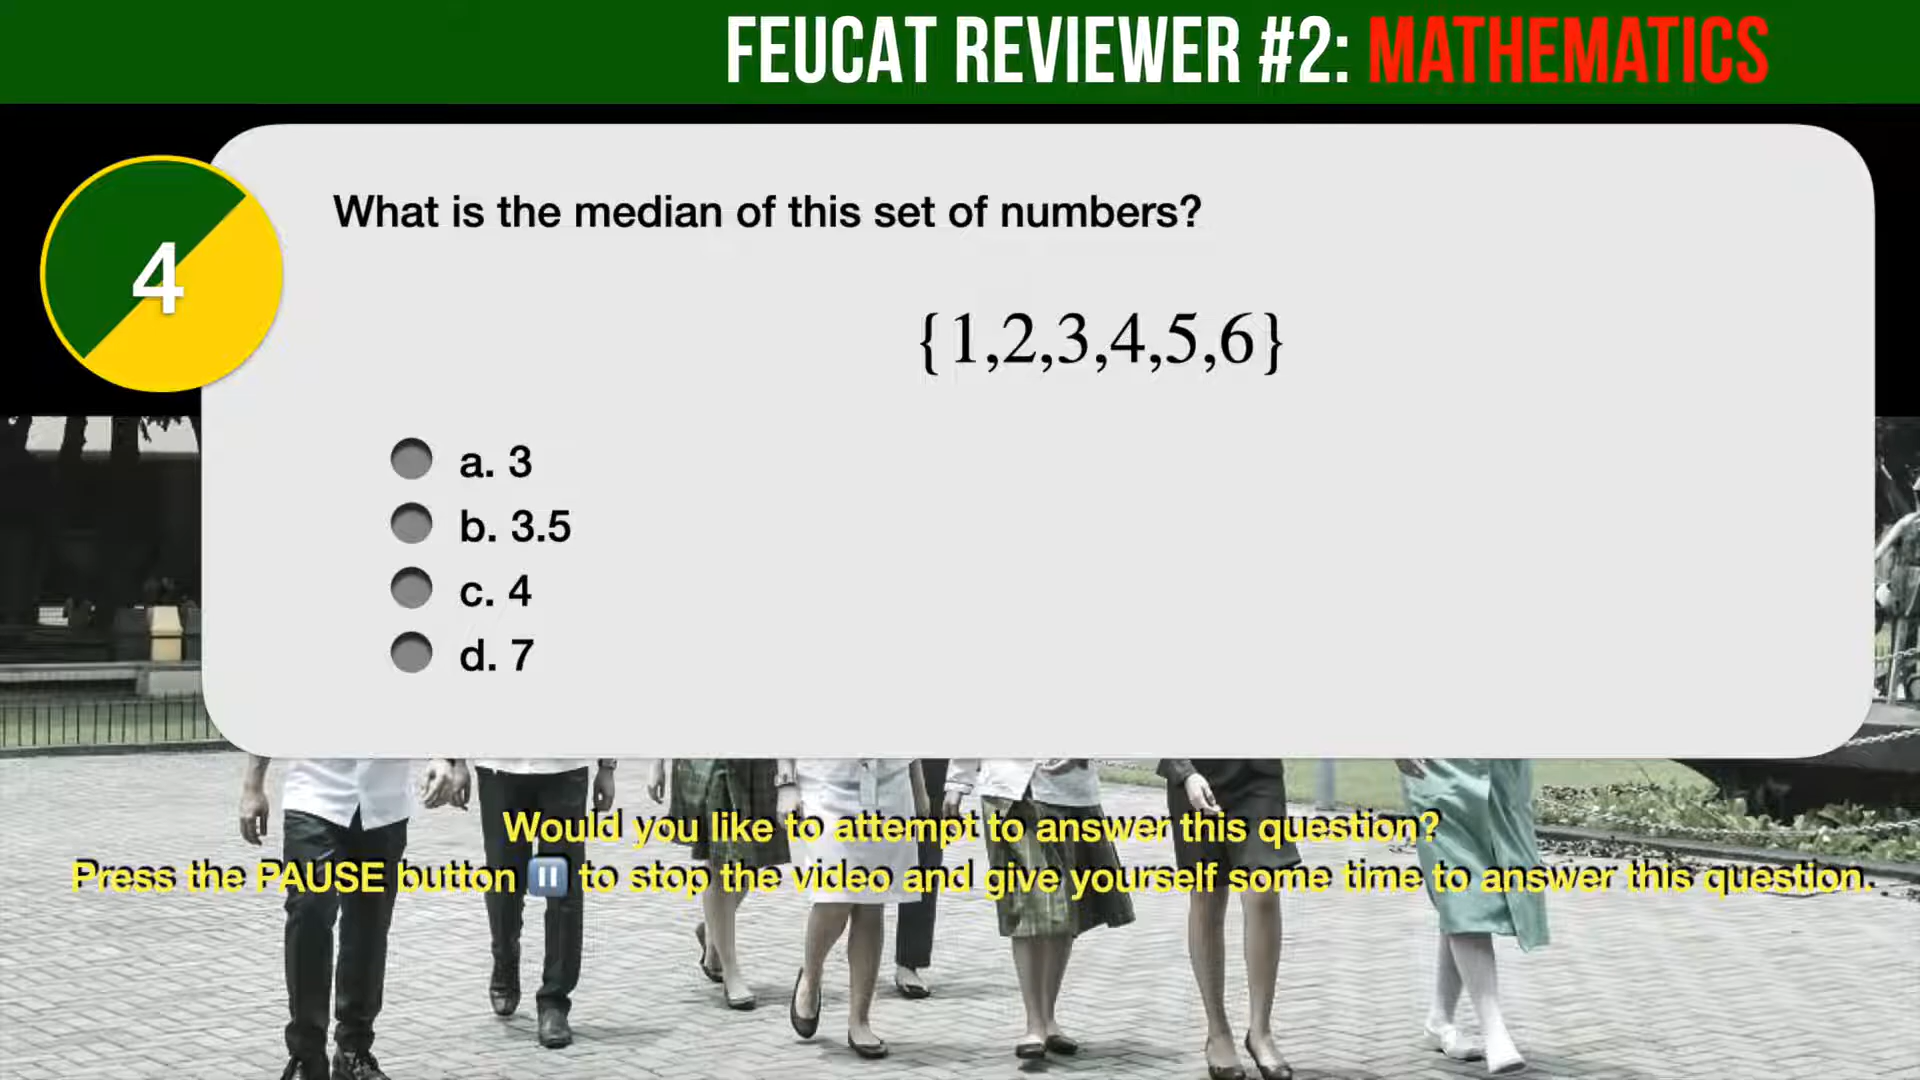 FEUCAT REVIEWER #2: MATHEMATICS
4
What is the median of this set of numbers?
{1,2,3,4,5,6}
a. 3
b. 3.5
c. 4
d. 7
Would you like to attempt to answer this question?
Press the PAUSE button ⏸ to stop the video and give yourself some time to answer this question.